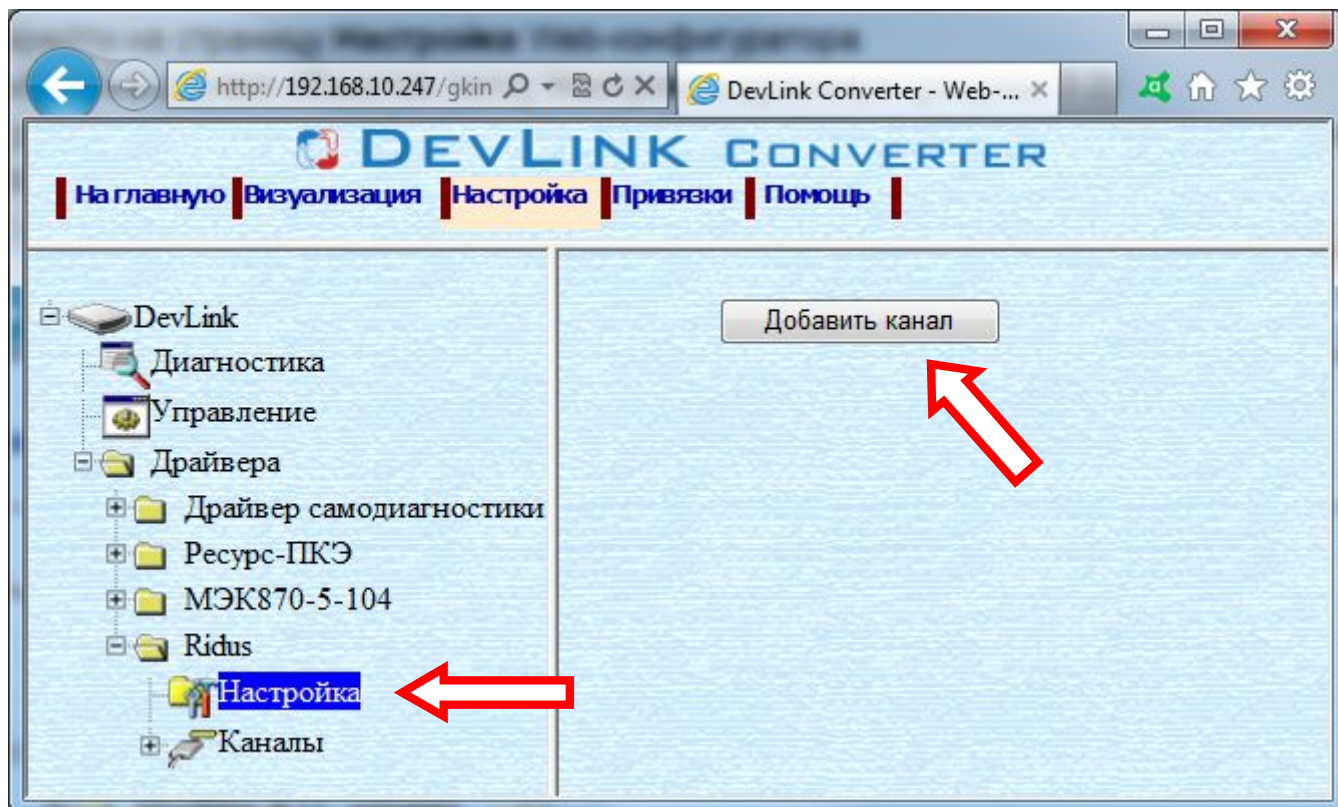 http://192.168.10.247/gkin
DevLink Converter - Web-...
DEVLINK CONVERTER
На главную Визуализация Настройка Привязки Помощь
DevLink
Добавить канал
Диагностика
Управление
Драйвера
Драйвер самодиагностики
Ресурс-ПКЭ
МЭК870-5-104
Ridus
Настройка
Каналы